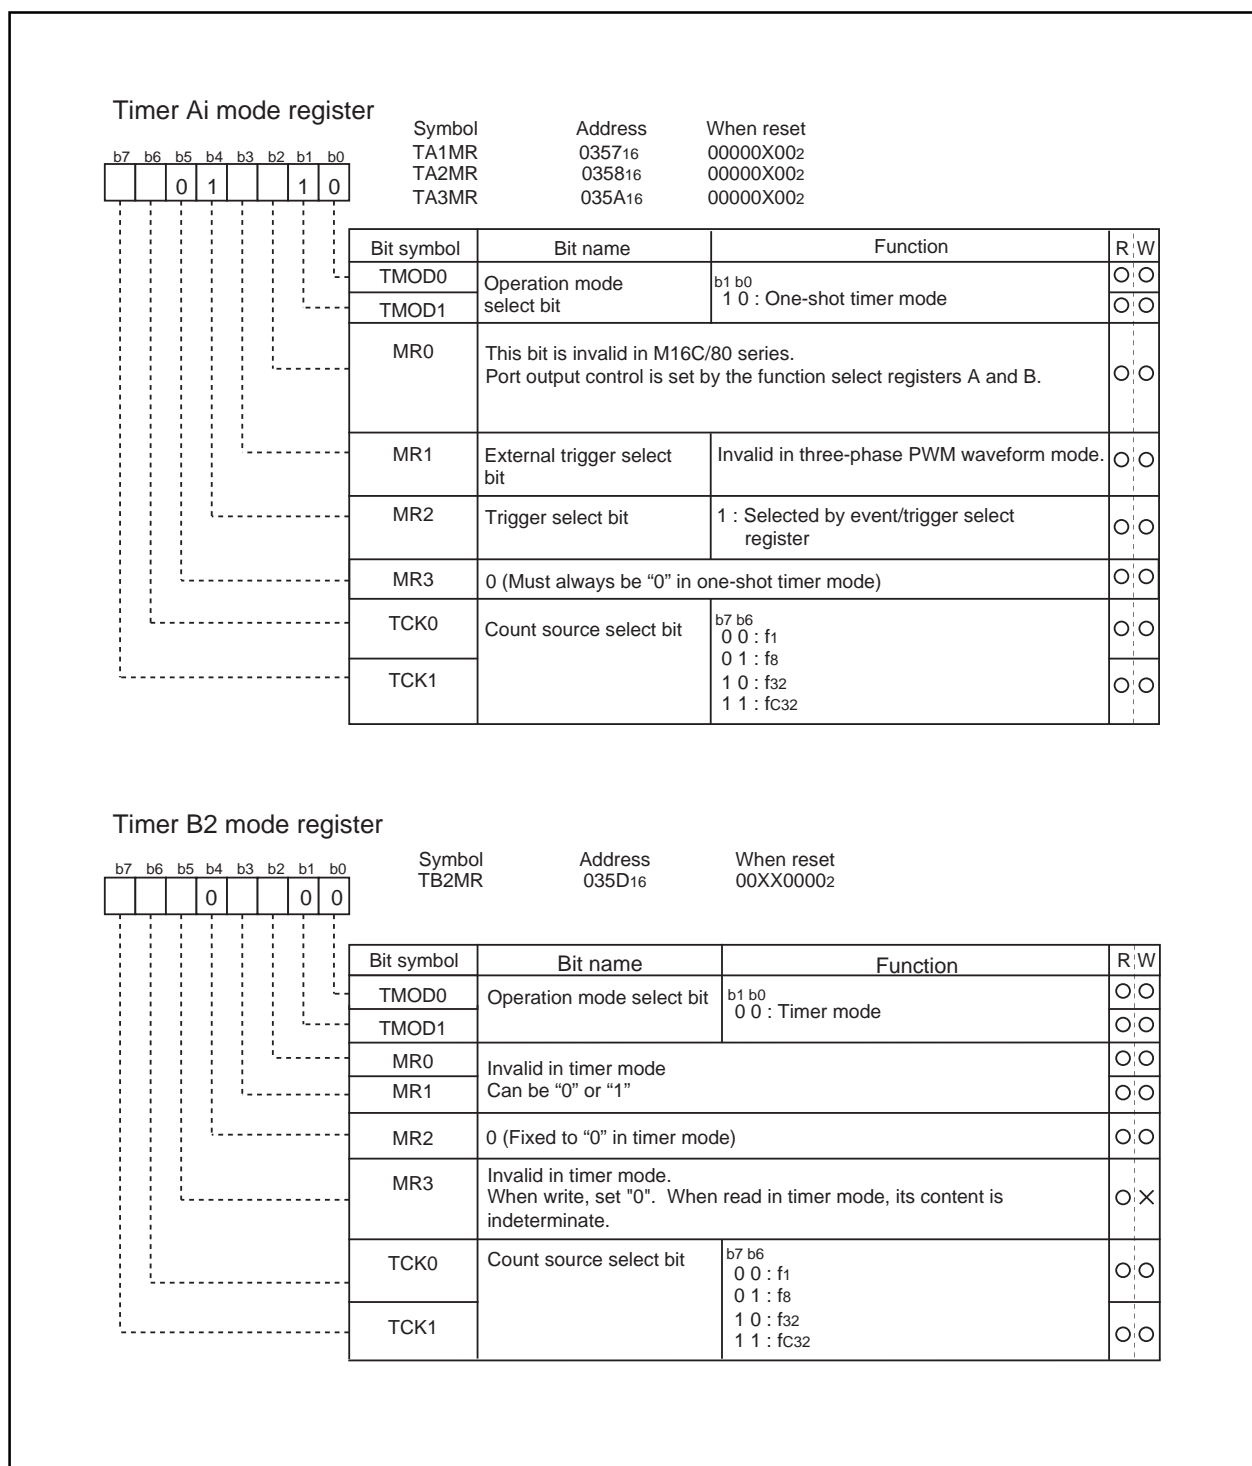 Timer Ai mode register
Symbol Address When reset
TA1MR 035716 00000X002
TA2MR 035816 00000X002
TA3MR 035A16 00000X002
b7 b6 b5 b4 b3 b2 b1 b0
0 1 1 0
Bit symbol Bit name Function R W
TMOD0 Operation mode select bit b1 b0
TMOD1 1 0 : One-shot timer mode
MR0 This bit is invalid in M16C/80 series.
Port output control is set by the function select registers A and B.
MR1 External trigger select bit Invalid in three-phase PWM waveform mode.
MR2 Trigger select bit 1 : Selected by event/trigger select
register
MR3 0 (Must always be “0” in one-shot timer mode)
TCK0 Count source select bit b7 b6
0 0 : f1
0 1 : f8
TCK1 1 0 : f32
1 1 : fC32
Timer B2 mode register
Symbol Address When reset
TB2MR 035D16 00XX00002
b7 b6 b5 b4 b3 b2 b1 b0
0 0 0
Bit symbol Bit name Function R W
TMOD0 Operation mode select bit b1 b0
0 0 : Timer mode
TMOD1
MR0 Invalid in timer mode
MR1 Can be “0” or “1”
MR2 0 (Fixed to “0” in timer mode)
MR3 Invalid in timer mode.
When write, set "0". When read in timer mode, its content is
indeterminate.
TCK0 Count source select bit b7 b6
0 0 : f1
0 1 : f8
TCK1 1 0 : f32
1 1 : fC32